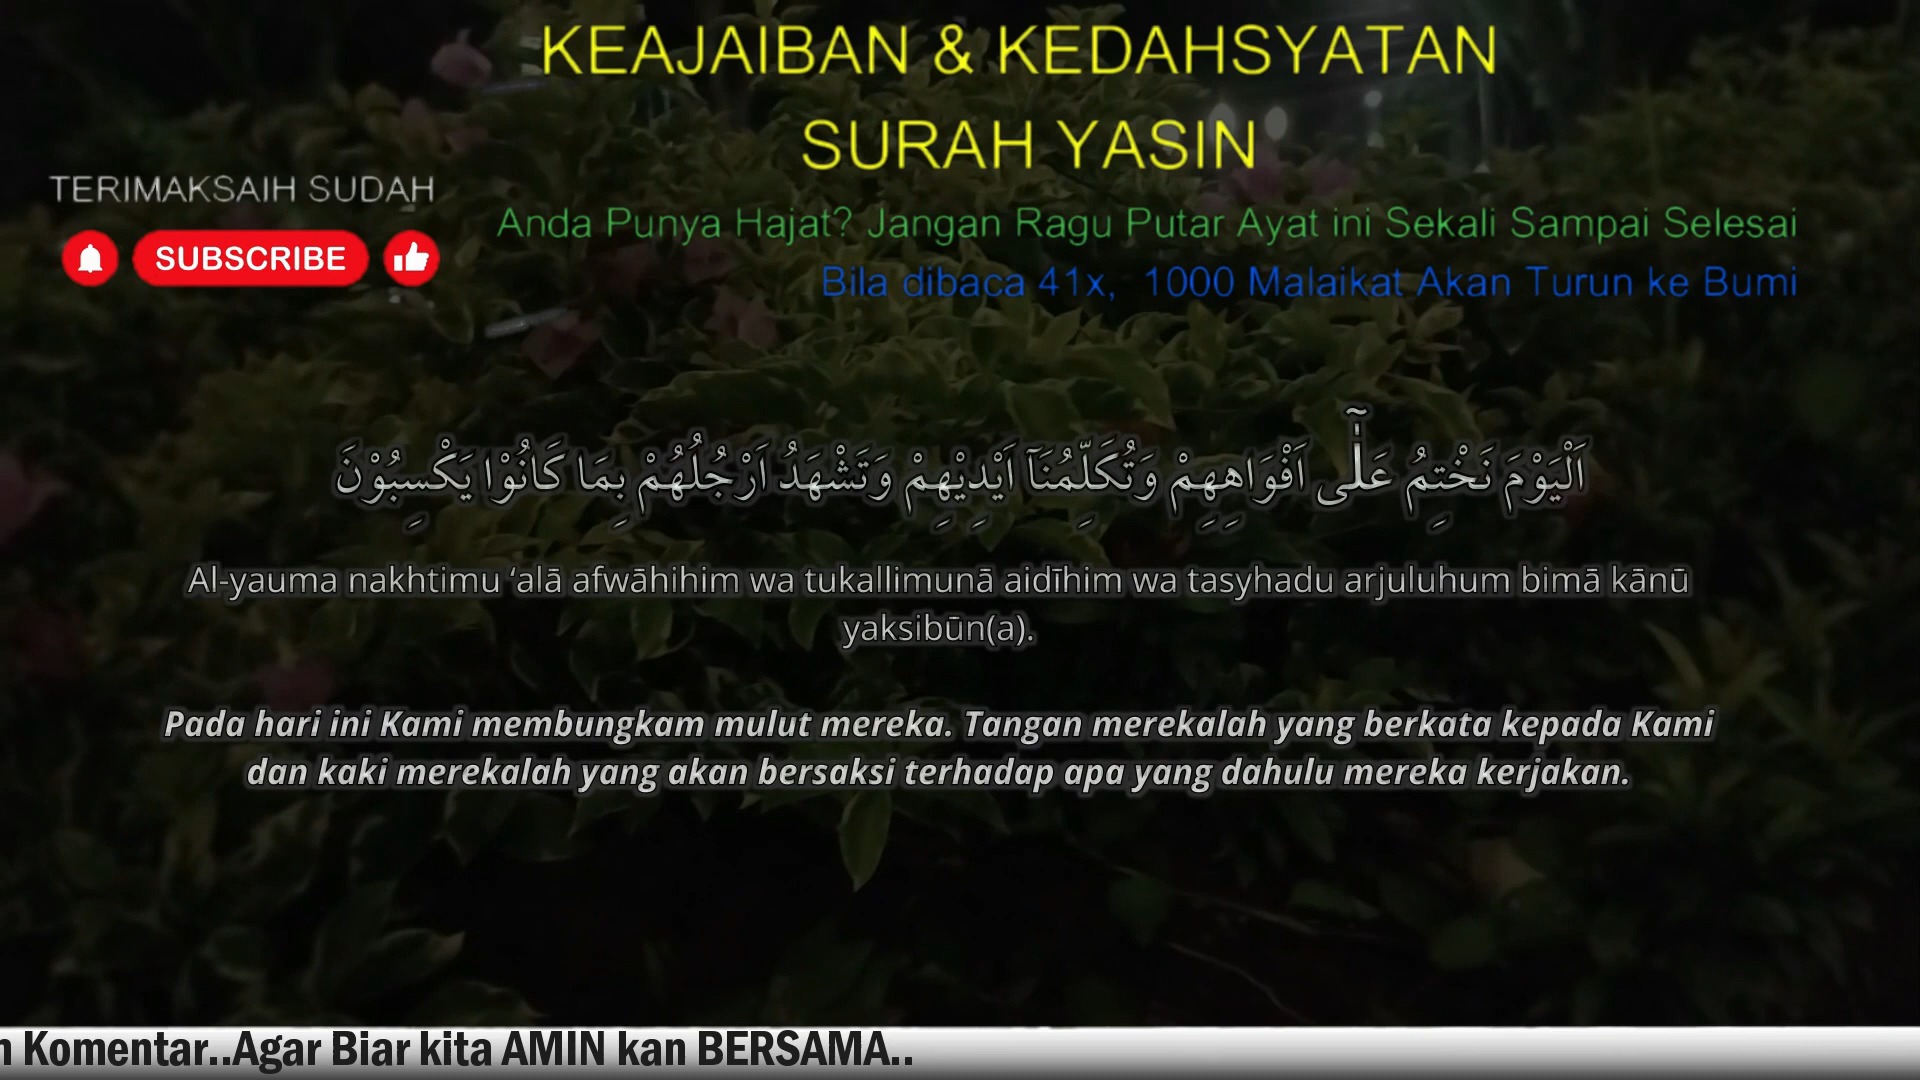 KEAJAIBAN & KEDAHSYATAN
SURAH YASIN
TERIMAKSAIH SUDAH
SUBSCRIBE
Anda Punya Hajat? Jangan Ragu Putar Ayat ini Sekali Sampai Selesai
Bila dibaca 41x, 1000 Malaikat Akan Turun ke Bumi
اَلْيَوْمَ نَخْتِمُ عَلٰٓى اَفْوَاهِهِمْ وَتُكَلِّمُنَآ اَيْدِيْهِمْ وَتَشْهَدُ اَرْجُلُهُمْ بِمَا كَانُوْا يَكْسِبُوْنَ
Al-yauma nakhtimu ‘alā afwāhihim wa tukallimunā aidīhim wa tasyhadu arjuluhum bimā kānū
yaksibūn(a).
Pada hari ini Kami membungkam mulut mereka. Tangan merekalah yang berkata kepada Kami
dan kaki merekalah yang akan bersaksi terhadap apa yang dahulu mereka kerjakan.
n Komentar..Agar Biar kita AMIN kan BERSAMA..